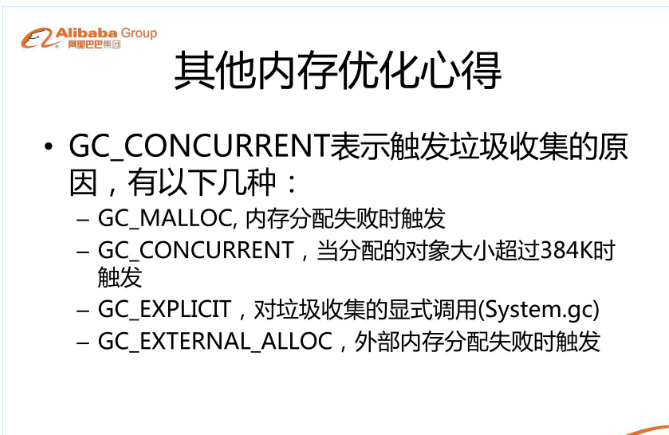 Alibaba Group
阿里巴巴集团
其他内存优化心得
• GC_CONCURRENT表示触发垃圾收集的原
因，有以下几种：
– GC_MALLOC, 内存分配失败时触发
– GC_CONCURRENT，当分配的对象大小超过384K时
触发
– GC_EXPLICIT，对垃圾收集的显式调用(System.gc)
– GC_EXTERNAL_ALLOC，外部内存分配失败时触发